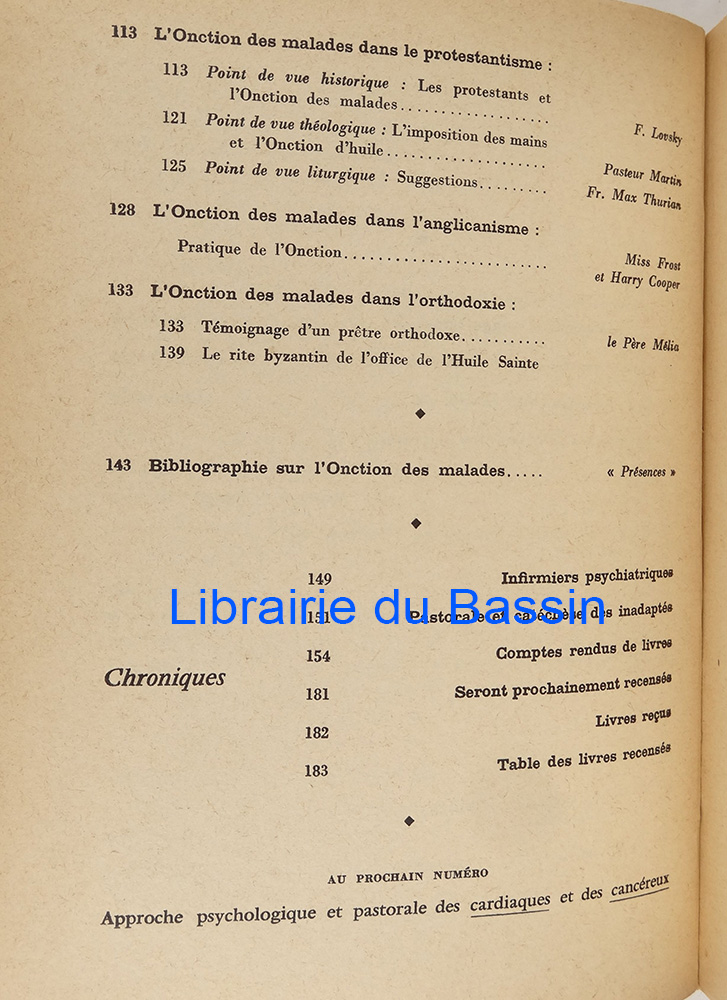 113 L'Onction des malades dans le protestantisme :
113 Point de vue historique : Les protestants et
l'Onction des malades.................... F. Lovsky
121 Point de vue théologique : L'imposition des mains
et l'Onction d'huile.................... Pasteur Martin
125 Point de vue liturgique : Suggestions......... Fr. Max Thurian
128 L'Onction des malades dans l'anglicanisme :
Pratique de l'Onction........................ Miss Frost
et Harry Cooper
133 L'Onction des malades dans l'orthodoxie :
133 Témoignage d'un prêtre orthodoxe........... le Père Mélia
139 Le rite byzantin de l'office de l'Huile Sainte
143 Bibliographie sur l'Onction des malades..... « Présences »
149 Infirmiers psychiatriques
Librairie du Bassin
151 Pastorale et catéchèse des inadaptés
154 Comptes rendus de livres
Chroniques
181 Seront prochainement recensés
182 Livres reçus
183 Table des livres recensés
AU PROCHAIN NUMÉRO
Approche psychologique et pastorale des cardiaques et des cancéreux